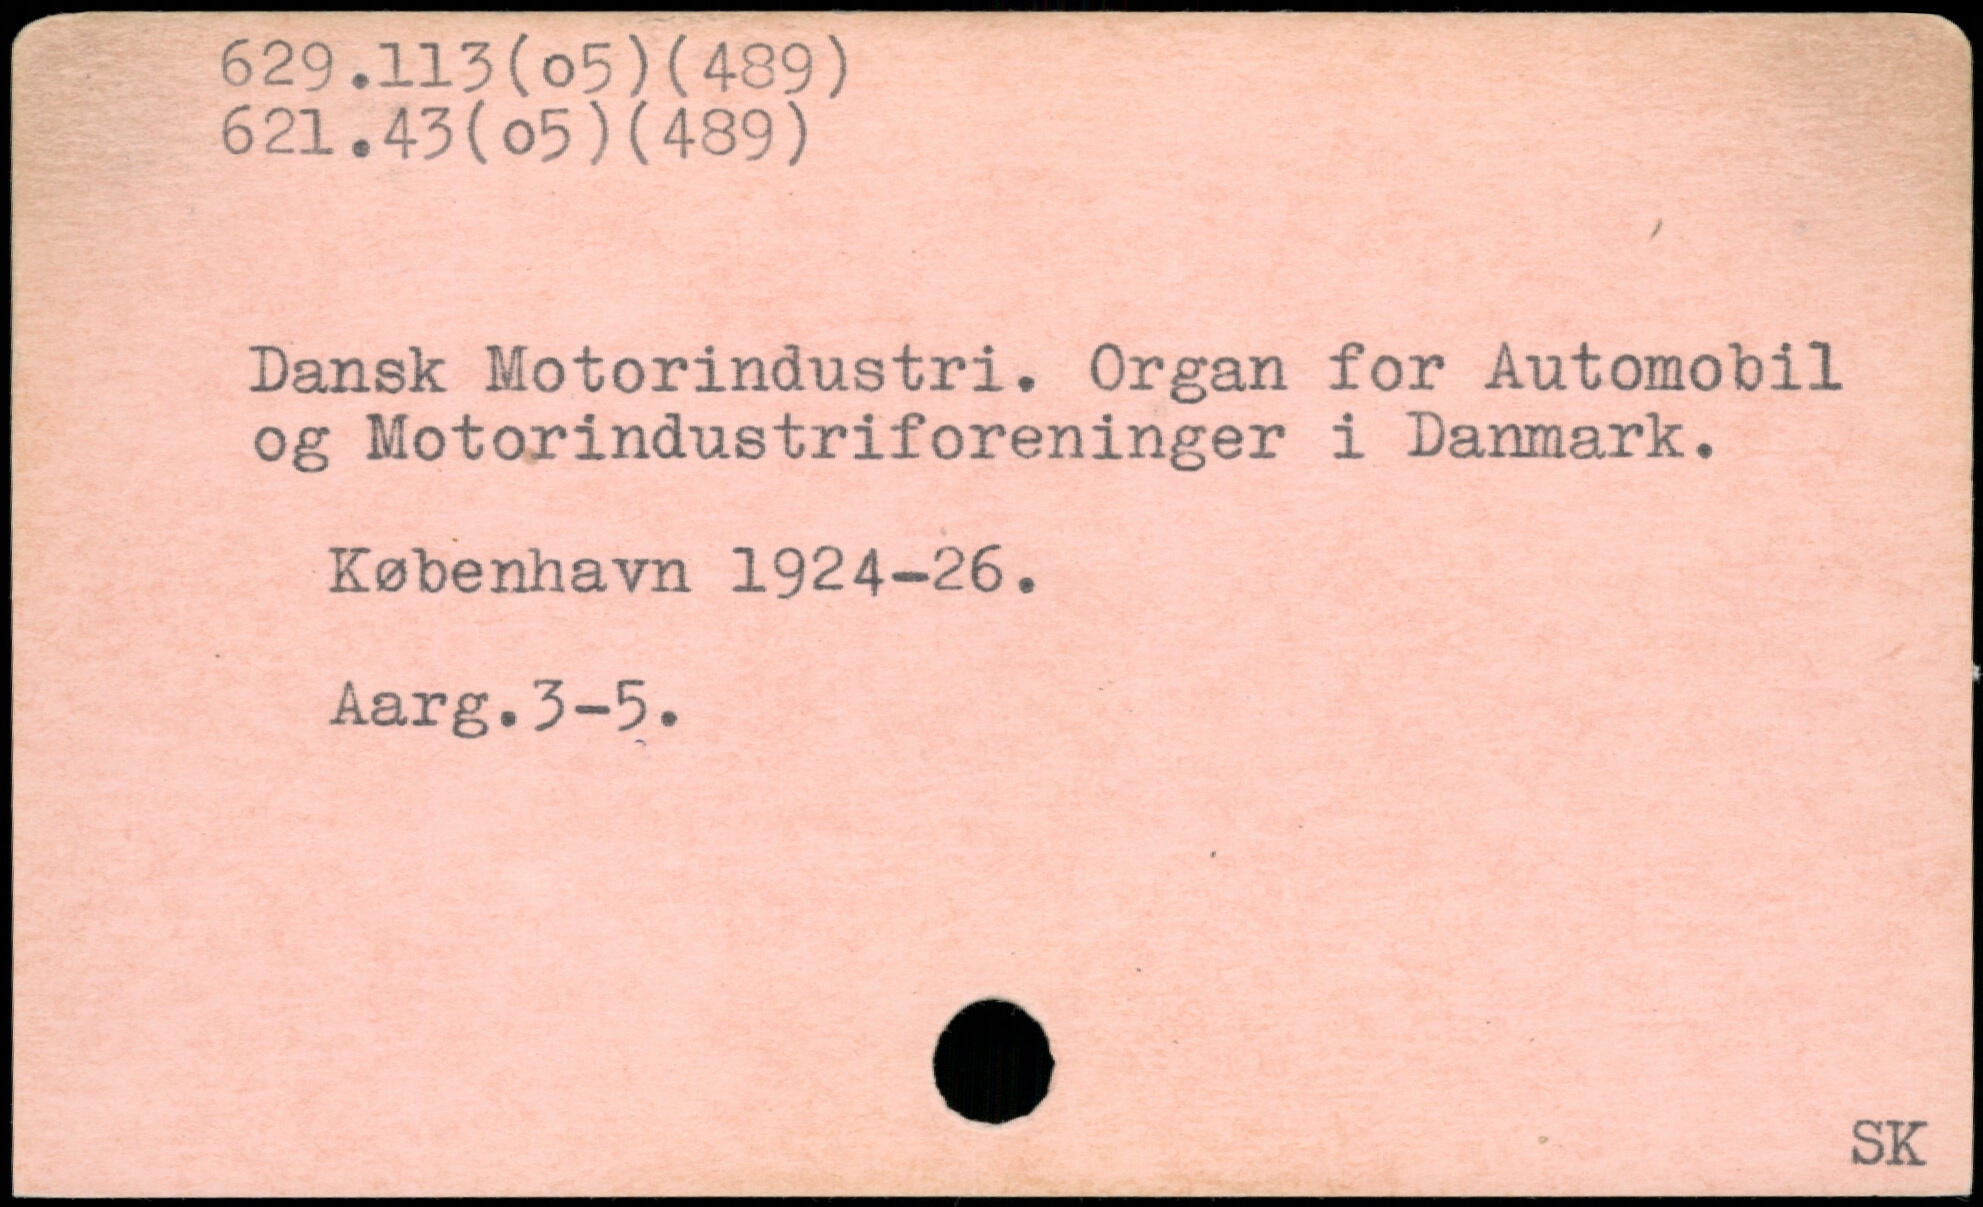 629.113(o5)(489)
621.43(o5)(489)
Dansk Motorindustri. Organ for Automobil
og Motorindustriforeninger i Danmark.
København 1924-26.
Aarg.3-5.
SK